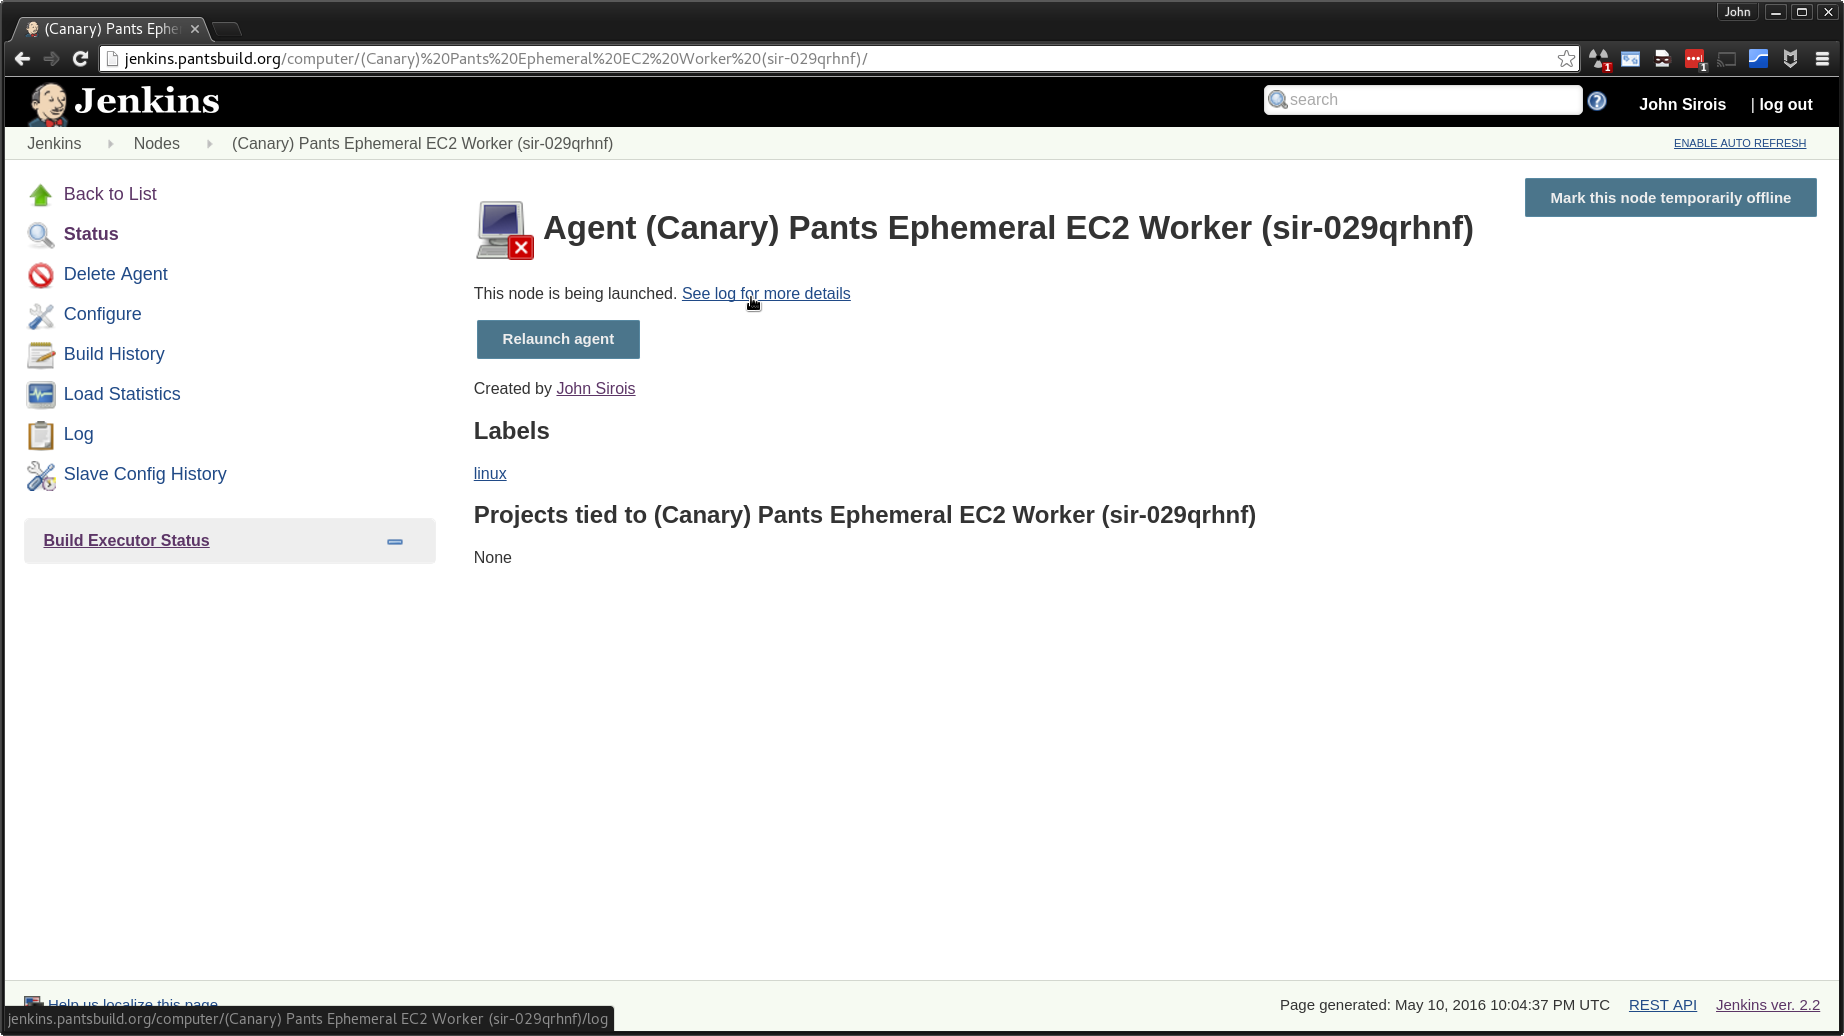 John
(Canary) Pants Ephe
jenkins.pantsbuild.org/computer/(Canary)%20Pants%20Ephemeral%20EC2%20Worker%20(sir-029qrhnf)/
1
1
Jenkins
search
John Sirois
| log out
Jenkins
Nodes
(Canary) Pants Ephemeral EC2 Worker (sir-029qrhnf)
ENABLE AUTO REFRESH
Back to List
Status
Delete Agent
Configure
Build History
Load Statistics
Log
Slave Config History
Build Executor Status
Mark this node temporarily offline
Agent (Canary) Pants Ephemeral EC2 Worker (sir-029qrhnf)
This node is being launched. See log for more details
Relaunch agent
Created by John Sirois
Labels
linux
Projects tied to (Canary) Pants Ephemeral EC2 Worker (sir-029qrhnf)
None
Help us localize this page
Page generated: May 10, 2016 10:04:37 PM UTC
REST API
Jenkins ver. 2.2
jenkins.pantsbuild.org/computer/(Canary) Pants Ephemeral EC2 Worker (sir-029qrhnf)/log